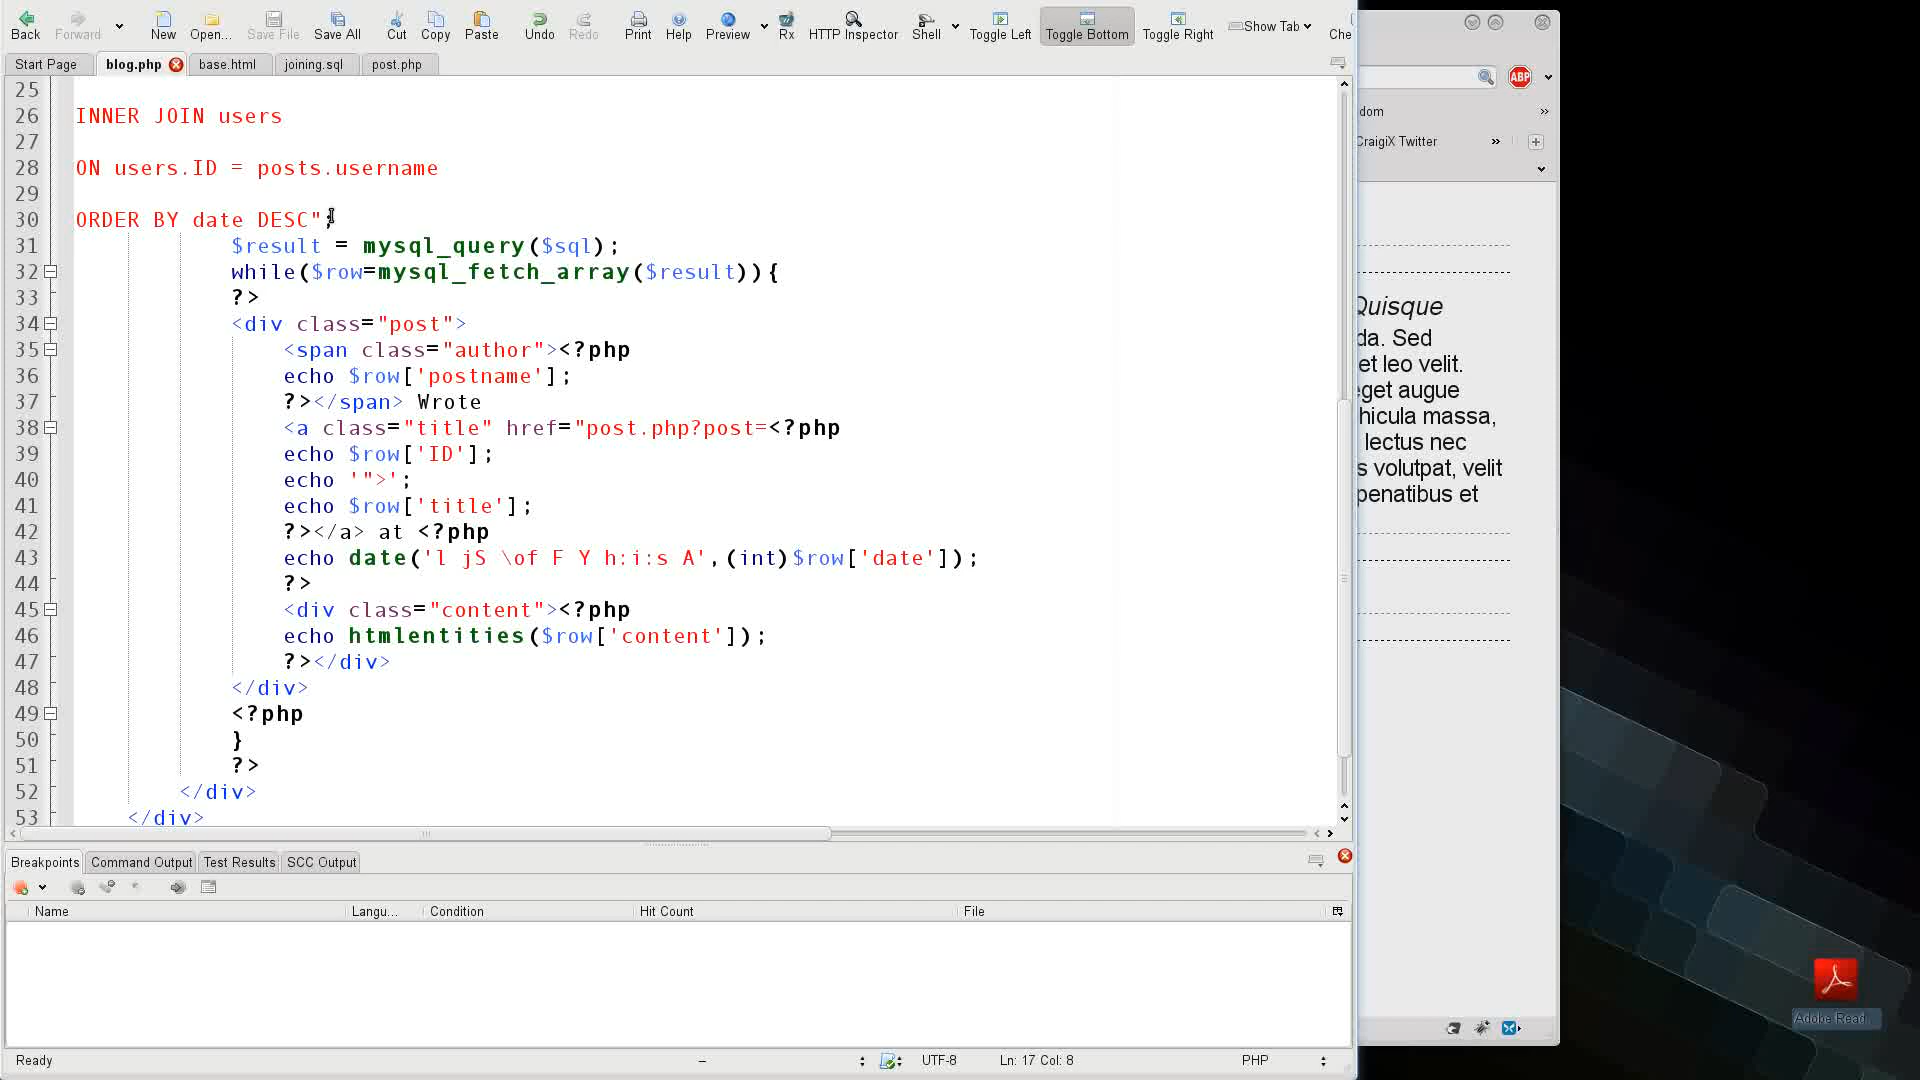 Back Forward New Open... Save File Save All Cut Copy Paste Undo Redo Print Help Preview Rx HTTP Inspector Shell Toggle Left Toggle Bottom Toggle Right Show Tab Che
Start Page blog.php base.html joining.sql post.php
25
26 INNER JOIN users
27
28 ON users.ID = posts.username
29
30 ORDER BY date DESC";
31 $result = mysql_query($sql);
32 while($row=mysql_fetch_array($result)){
33 ?>
34 <div class="post">
35 <span class="author"><?php
36 echo $row['postname'];
37 ?></span> Wrote
38 <a class="title" href="post.php?post=<?php
39 echo $row['ID'];
40 echo '">';
41 echo $row['title'];
42 ?></a> at <?php
43 echo date('l jS \of F Y h:i:s A',(int)$row['date']);
44 ?>
45 <div class="content"><?php
46 echo htmlentities($row['content']);
47 ?></div>
48 </div>
49 <?php
50 }
51 ?>
52 </div>
53 </div>
Breakpoints Command Output Test Results SCC Output
Name Langu... Condition Hit Count File
Ready – UTF-8 Ln: 17 Col: 8 PHP
ABP
dom »
CraigiX Twitter »
Quisque
da. Sed
et leo velit.
eget augue
hicula massa,
lectus nec
s volutpat, velit
penatibus et
Adobe Read...